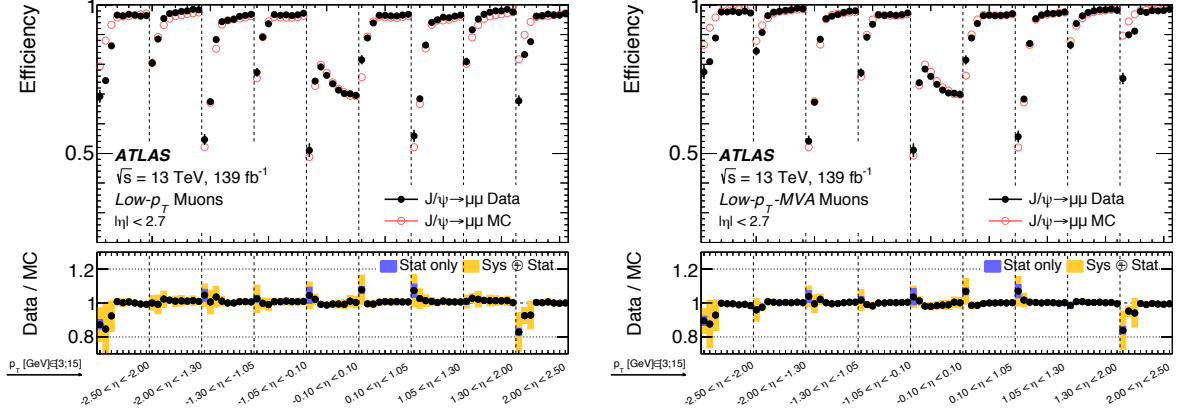 Efficiency
1
0.5
ATLAS
√s = 13 TeV, 139 fb⁻¹
Low-p_T Muons
|η| < 2.7
J/ψ→μμ Data
J/ψ→μμ MC
Data / MC
1.2
1
0.8
Stat only
Sys ⊕ Stat
p_T [GeV]∈[3;15]
-2.50 < η < -2.00
-2.00 < η < -1.30
-1.30 < η < -1.05
-1.05 < η < -0.10
-0.10 < η < 0.10
0.10 < η < 1.05
1.05 < η < 1.30
1.30 < η < 2.00
2.00 < η < 2.50
Efficiency
1
0.5
ATLAS
√s = 13 TeV, 139 fb⁻¹
Low-p_T-MVA Muons
|η| < 2.7
J/ψ→μμ Data
J/ψ→μμ MC
Data / MC
1.2
1
0.8
Stat only
Sys ⊕ Stat
p_T [GeV]∈[3;15]
-2.50 < η < -2.00
-2.00 < η < -1.30
-1.30 < η < -1.05
-1.05 < η < -0.10
-0.10 < η < 0.10
0.10 < η < 1.05
1.05 < η < 1.30
1.30 < η < 2.00
2.00 < η < 2.50